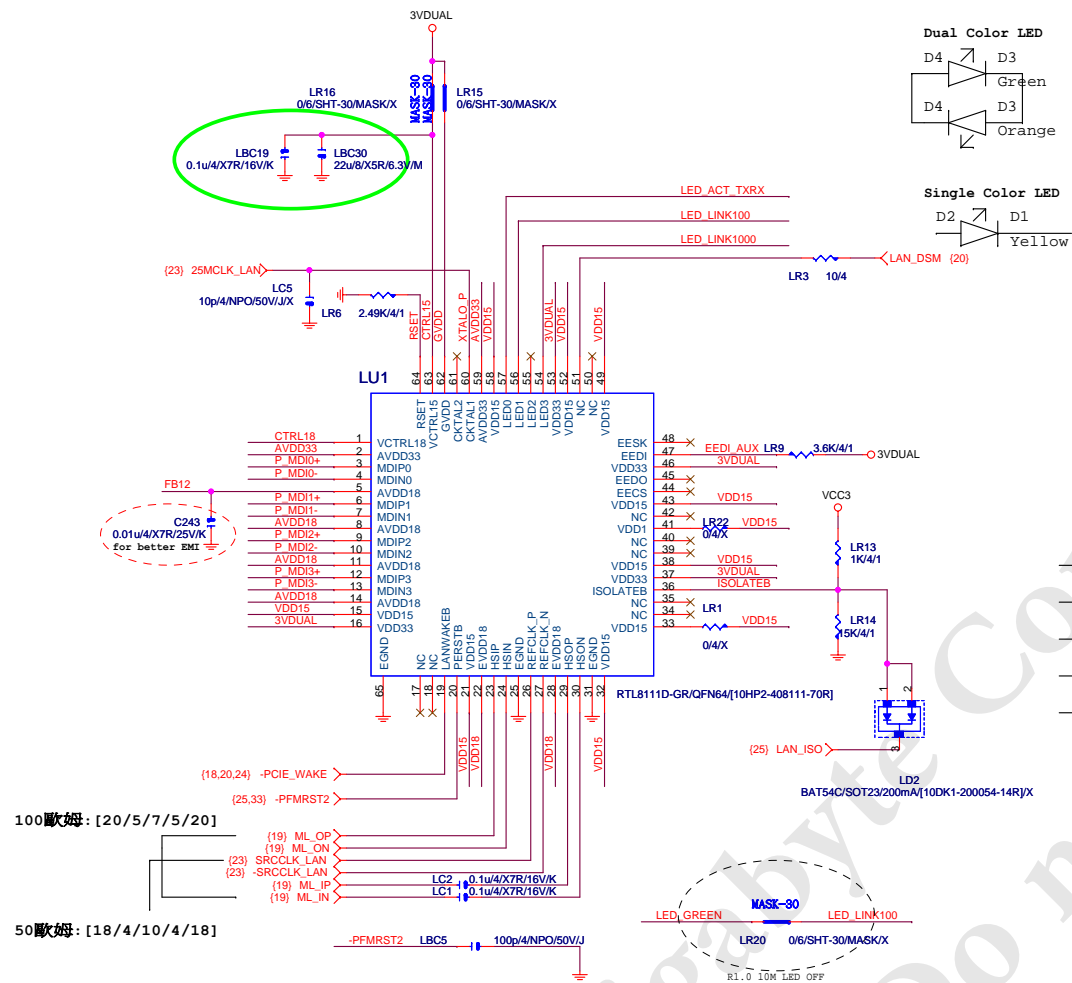 3VDUAL
Dual Color LED
D4 D3
Green
D4 D3
Orange
LR16
0/6/SHT-30/MASK/X
MASK-30
MASK-30
LR15
0/6/SHT-30/MASK/X
LBC19
0.1u/4/X7R/16V/K
LBC30
22u/8/X5R/6.3V/M
LED_ACT_TXRX
LED_LINK100
LED_LINK1000
Single Color LED
D2 D1
Yellow
{23} 25MCLK_LAN
LC5
10p/4/NPO/50V/J/X
LR6
2.49K/4/1
LR3 10/4
LAN_DSM {20}
RSET
CTRL15
GVDD
XTALO_P
AVDD33
VDD15
3VDUAL
VDD15
VDD15
LU1
64 63 62 61 60 59 58 57 56 55 54 53 52 51 50 49
RSET
VCTRL15
GVDD
CKTAL2
CKTAL1
AVDD33
VDD15
LED0
LED1
LED2
LED3
VDD33
VDD15
NC
NC
VDD15
CTRL18 1 VCTRL18
AVDD33 2 AVDD33
P_MDI0+ 3 MDIP0
P_MDI0- 4 MDIN0
FB12 5 AVDD18
P_MDI1+ 6 MDIP1
P_MDI1- 7 MDIN1
AVDD18 8 AVDD18
P_MDI2+ 9 MDIP2
P_MDI2- 10 MDIN2
AVDD18 11 AVDD18
P_MDI3+ 12 MDIP3
P_MDI3- 13 MDIN3
AVDD18 14 AVDD18
VDD15 15 VDD15
3VDUAL 16 VDD33
C243
0.01u/4/X7R/25V/K
for better EMI
EESK 48
EEDI 47 EEDI_AUX LR9 3.6K/4/1 3VDUAL
VDD33 46 3VDUAL
EEDO 45
EECS 44
VDD15 43 VDD15
NC 42
VDD1 41 LR22 VDD15
0/4/X
NC 40
NC 39
VDD15 38 VDD15
VDD33 37 3VDUAL
ISOLATEB 36 ISOLATEB
NC 35
NC 34
VDD15 33 LR1 VDD15
0/4/X
VCC3
LR13
1K/4/1
LR14
15K/4/1
EGND
NC
NC
LANWAKEB
PERSTB
VDD15
EVDD18
HSIP
HSIN
EGND
REFCLK_P
REFCLK_N
EVDD18
HSOP
HSON
EGND
VDD15
65 17 18 19 20 21 22 23 24 25 26 27 28 29 30 31 32
RTL8111D-GR/QFN64/[10HP2-408111-70R]
VDD15
VDD18
VDD18
VDD15
1 2
3
{25} LAN_ISO
LD2
BAT54C/SOT23/200mA/[10DK1-200054-14R]/X
{18,20,24} -PCIE_WAKE
{25,33} -PFMRST2
100歐姆:[20/5/7/5/20]
{19} ML_OP
{19} ML_ON
{23} SRCCLK_LAN
{23} -SRCCLK_LAN
{19} ML_IP LC2 0.1u/4/X7R/16V/K
{19} ML_IN LC1 0.1u/4/X7R/16V/K
50歐姆:[18/4/10/4/18]
-PFMRST2 LBC5 100p/4/NPO/50V/J
MASK-30
LED_GREEN LED_LINK100
LR20 0/6/SHT-30/MASK/X
R1.0 10M LED OFF
gabyte Co
Do n